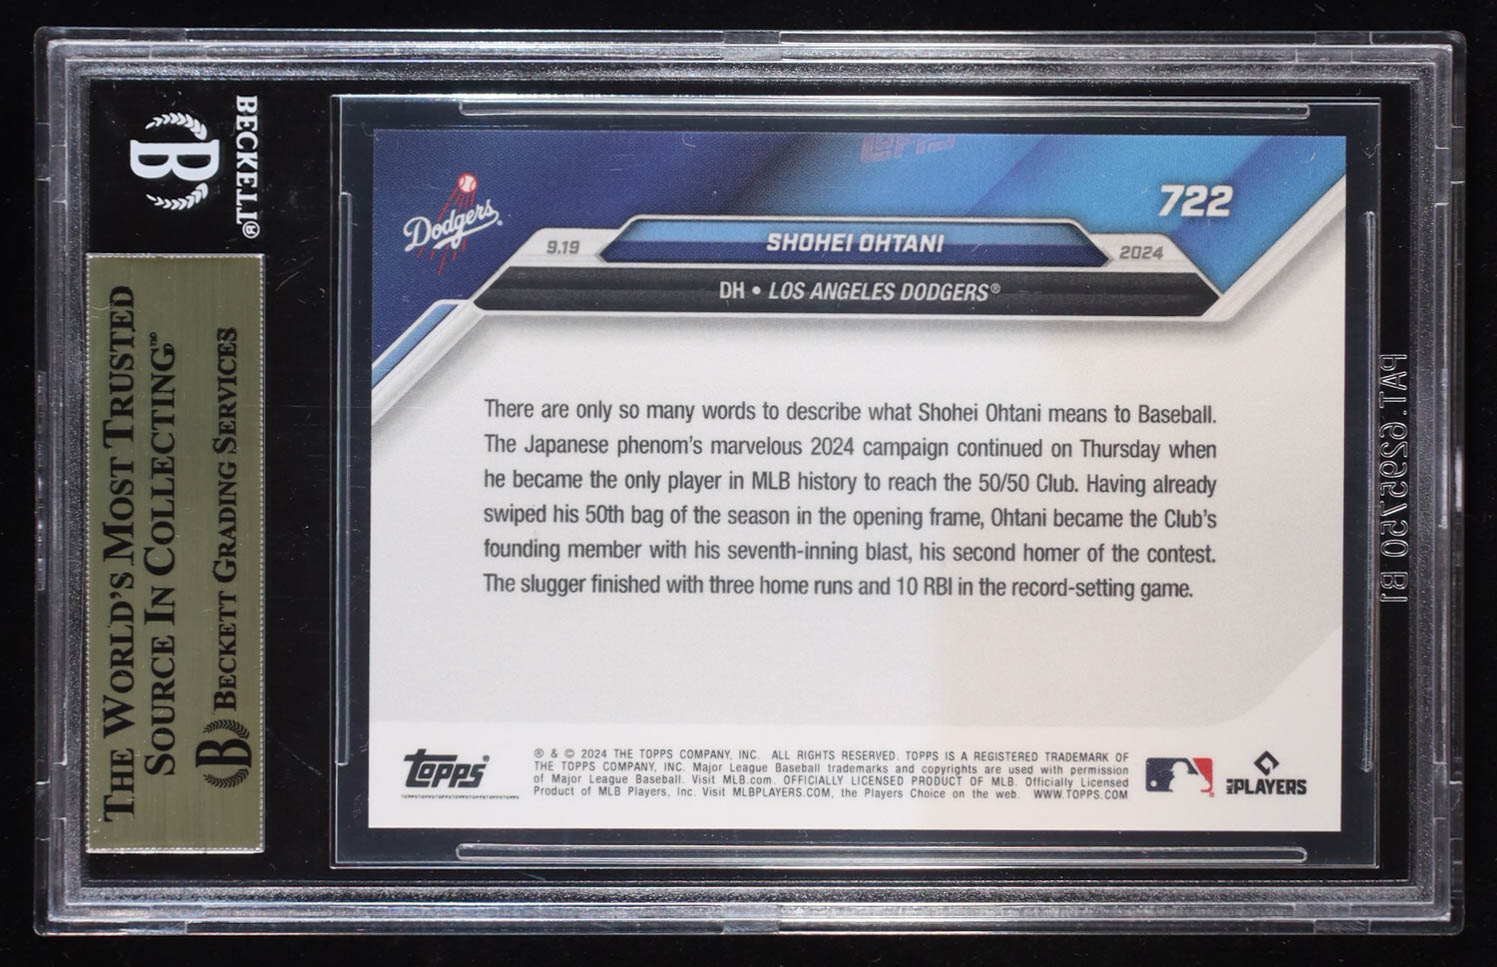 BECKETT®
B
THE WORLD'S MOST TRUSTED
SOURCE IN COLLECTING™
B BECKETT GRADING SERVICES
TOPPS
722
Dodgers
9.19
SHOHEI OHTANI
2024
DH • LOS ANGELES DODGERS®
There are only so many words to describe what Shohei Ohtani means to Baseball.
The Japanese phenom's marvelous 2024 campaign continued on Thursday when
he became the only player in MLB history to reach the 50/50 Club. Having already
swiped his 50th bag of the season in the opening frame, Ohtani became the Club's
founding member with his seventh-inning blast, his second homer of the contest.
The slugger finished with three home runs and 10 RBI in the record-setting game.
Topps®
® & © 2024 THE TOPPS COMPANY, INC. ALL RIGHTS RESERVED. TOPPS IS A REGISTERED TRADEMARK OF
THE TOPPS COMPANY, INC. Major League Baseball trademarks and copyrights are used with permission
of Major League Baseball. Visit MLB.com. OFFICIALLY LICENSED PRODUCT OF MLB. Officially Licensed
Product of MLB Players, Inc. Visit MLBPLAYERS.COM, the Players Choice on the web. WWW.TOPPS.COM
MLB PLAYERS